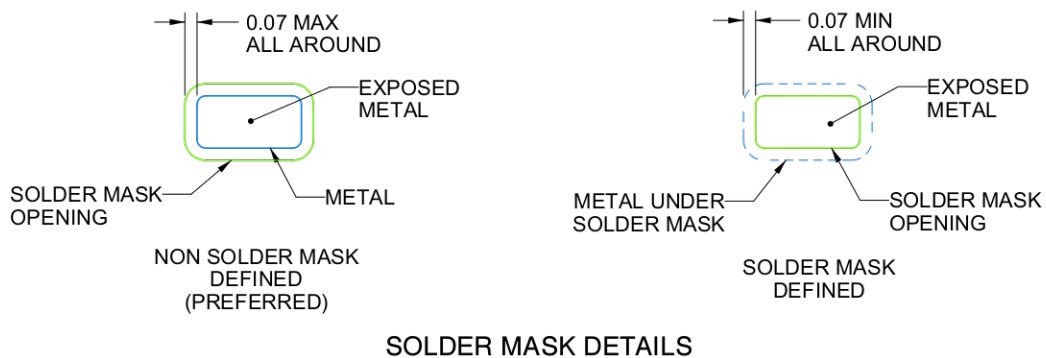 0.07 MAX
ALL AROUND
EXPOSED
METAL
SOLDER MASK
OPENING
METAL
NON SOLDER MASK
DEFINED
(PREFERRED)
0.07 MIN
ALL AROUND
EXPOSED
METAL
METAL UNDER
SOLDER MASK
SOLDER MASK
OPENING
SOLDER MASK
DEFINED
SOLDER MASK DETAILS